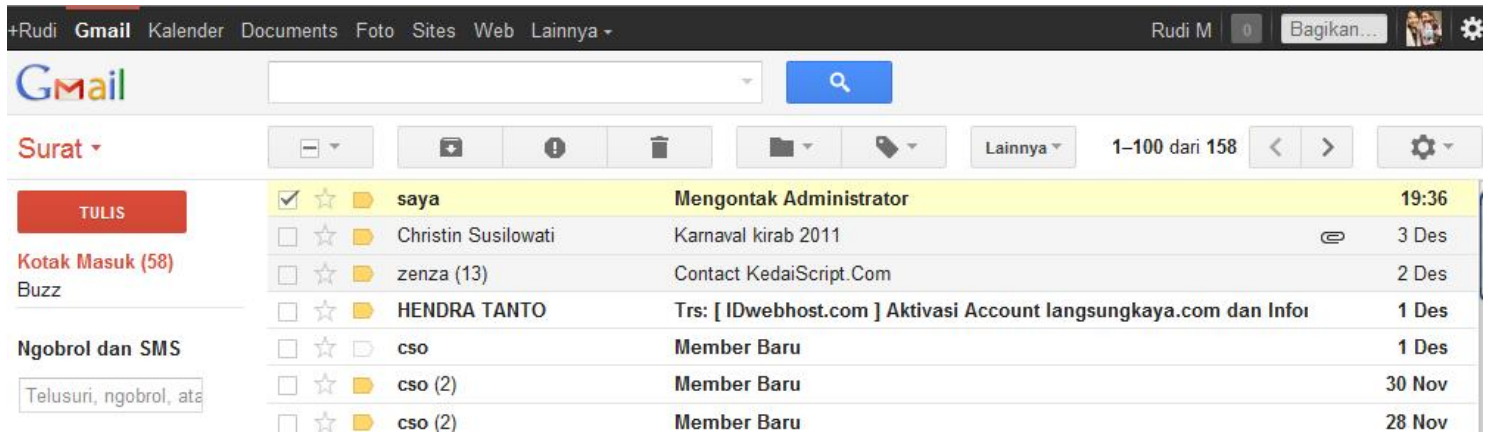 +Rudi Gmail Kalender Documents Foto Sites Web Lainnya Rudi M 0 Bagikan...
Gmail
Surat Lainnya 1–100 dari 158
TULIS
Kotak Masuk (58)
Buzz
Ngobrol dan SMS
Telusuri, ngobrol, ata
saya Mengontak Administrator 19:36
Christin Susilowati Karnaval kirab 2011 3 Des
zenza (13) Contact KedaiScript.Com 2 Des
HENDRA TANTO Trs: [ IDwebhost.com ] Aktivasi Account langsungkaya.com dan Infor 1 Des
cso Member Baru 1 Des
cso (2) Member Baru 30 Nov
cso (2) Member Baru 28 Nov